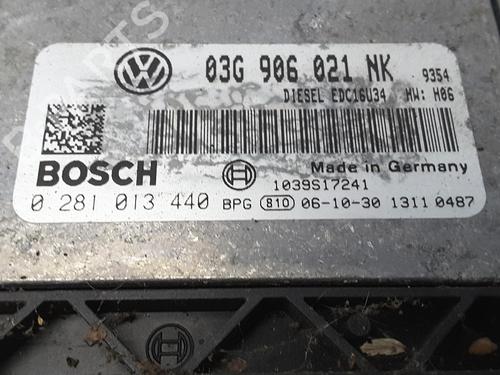 03G 906 021 NK 9354
DIESEL EDC16U34 HW: H06
BOSCH
Made in Germany
1039S17241
0 281 013 440 BPG 810 06-10-30 1311 0487